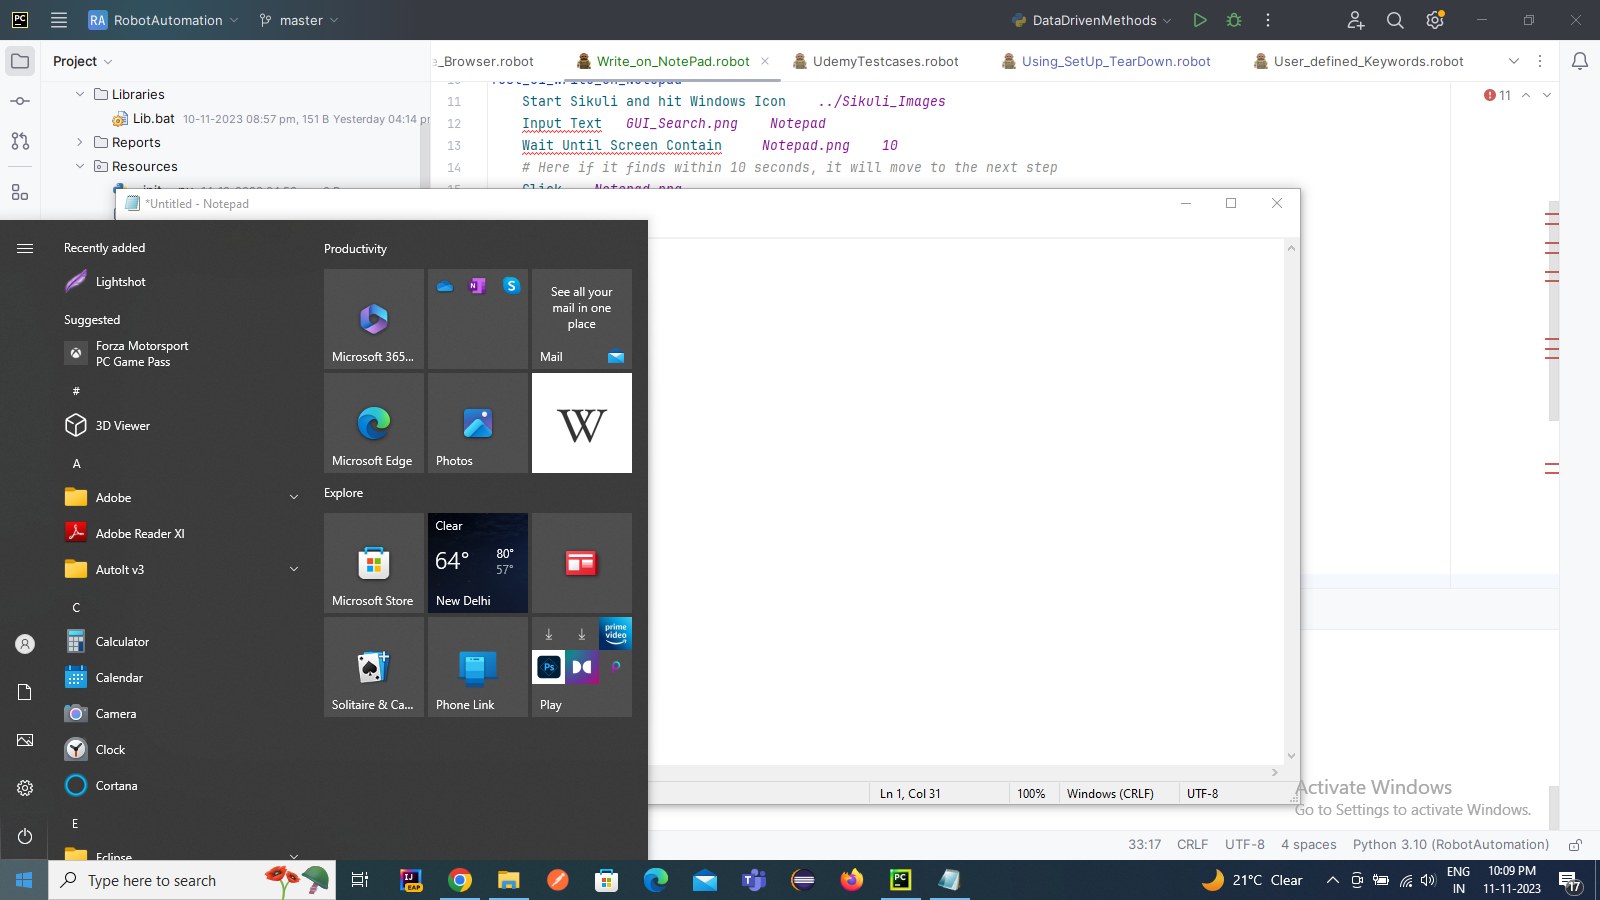 RA RobotAutomation master DataDrivenMethods
Project
e_Browser.robot Write_on_NotePad.robot UdemyTestcases.robot Using_SetUp_TearDown.robot User_defined_Keywords.robot
Libraries
Lib.bat 10-11-2023 08:57 pm, 151 B Yesterday 04:14 pr
Reports
Resources
11 Start Sikuli and hit Windows Icon ../Sikuli_Images
12 Input Text GUI_Search.png Notepad
13 Wait Until Screen Contain Notepad.png 10
14 # Here if it finds within 10 seconds, it will move to the next step
15 Click Notepad.png
11
*Untitled - Notepad
Recently added
Lightshot
Suggested
Forza Motorsport
PC Game Pass
#
3D Viewer
A
Adobe
Adobe Reader XI
AutoIt v3
C
Calculator
Calendar
Camera
Clock
Cortana
E
Eclipse
Productivity
Microsoft 365...
See all your
mail in one
place
Mail
Microsoft Edge
Photos
W
Explore
Microsoft Store
Clear
64° 80°
57°
New Delhi
Solitaire & Ca...
Phone Link
prime
video
Ps
Play
Ln 1, Col 31 100% Windows (CRLF) UTF-8
Activate Windows
Go to Settings to activate Windows.
33:17 CRLF UTF-8 4 spaces Python 3.10 (RobotAutomation)
Type here to search
21°C Clear
ENG
IN
10:09 PM
11-11-2023
17